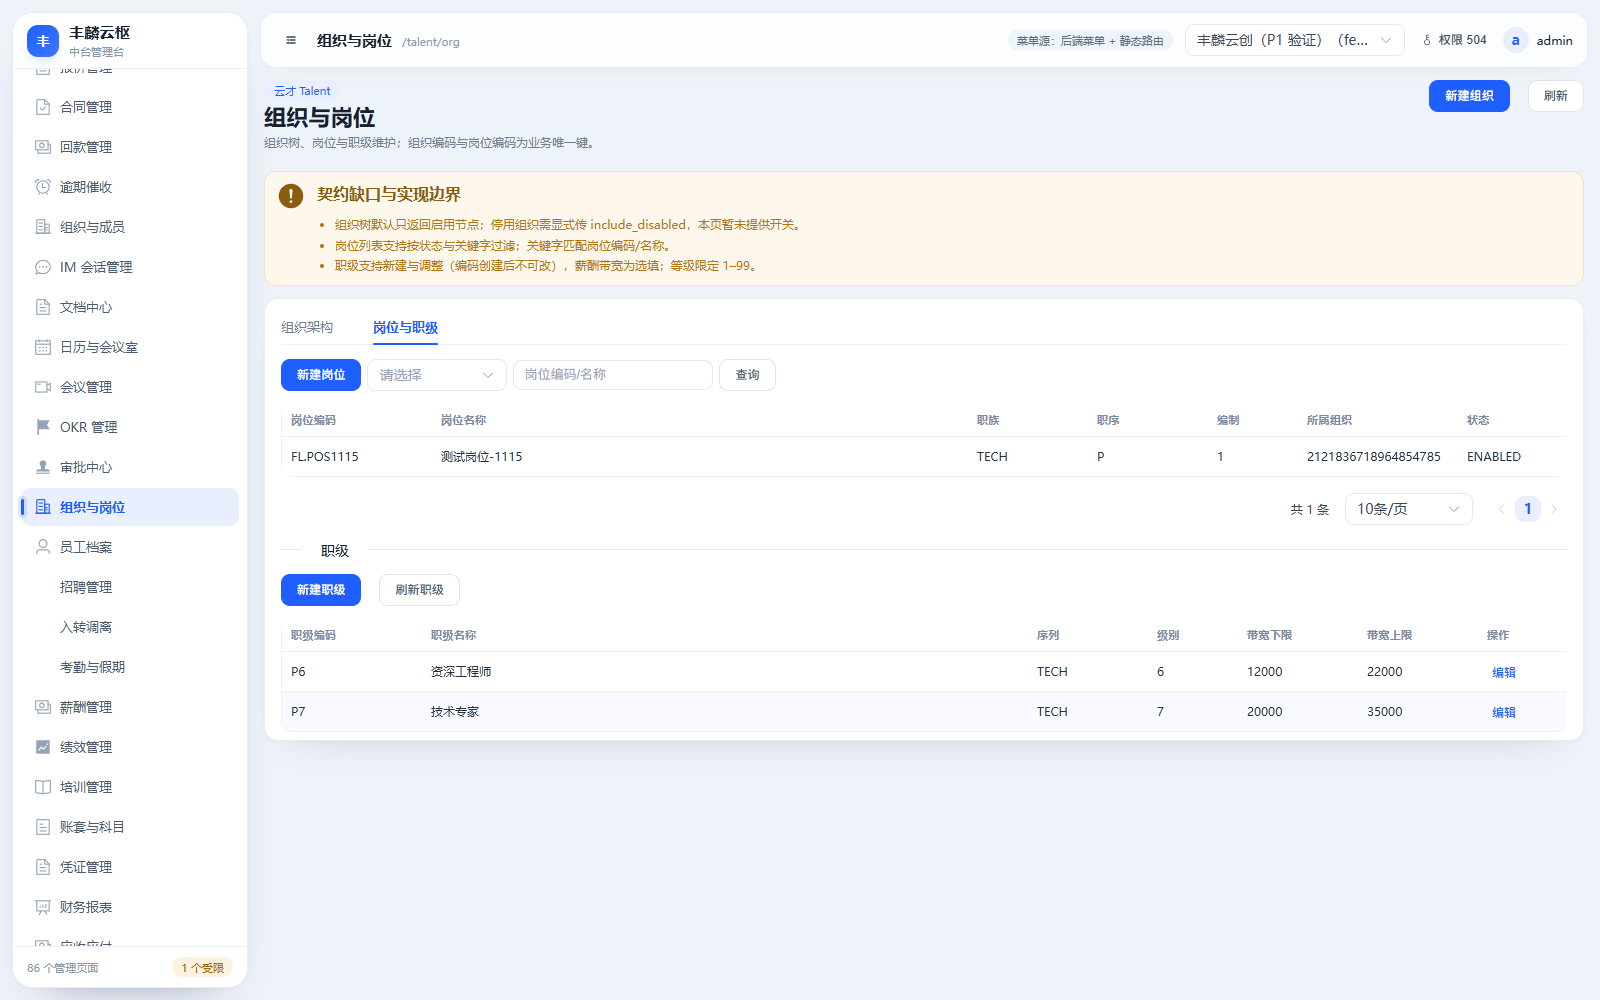 丰
丰麟云枢
中台管理台
报价管理
合同管理
回款管理
逾期催收
组织与成员
IM 会话管理
文档中心
日历与会议室
会议管理
OKR 管理
审批中心
组织与岗位
员工档案
招聘管理
入转调离
考勤与假期
薪酬管理
绩效管理
培训管理
账套与科目
凭证管理
财务报表
应收应付
86 个管理页面
1 个受限
组织与岗位 /talent/org
菜单源：后端菜单 + 静态路由
丰麟云创（P1 验证）（fe...
权限 504
a
admin
云才 Talent
组织与岗位
组织树、岗位与职级维护；组织编码与岗位编码为业务唯一键。
新建组织
刷新
契约缺口与实现边界
组织树默认只返回启用节点；停用组织需显式传 include_disabled，本页暂未提供开关。
岗位列表支持按状态与关键字过滤；关键字匹配岗位编码/名称。
职级支持新建与调整（编码创建后不可改），薪酬带宽为选填；等级限定 1–99。
组织架构 岗位与职级
新建岗位 请选择 岗位编码/名称 查询
岗位编码 岗位名称 职族 职序 编制 所属组织 状态
FL.POS1115 测试岗位-1115 TECH P 1 2121836718964854785 ENABLED
共 1 条 10条/页 1
职级
新建职级 刷新职级
职级编码 职级名称 序列 级别 带宽下限 带宽上限 操作
P6 资深工程师 TECH 6 12000 22000 编辑
P7 技术专家 TECH 7 20000 35000 编辑